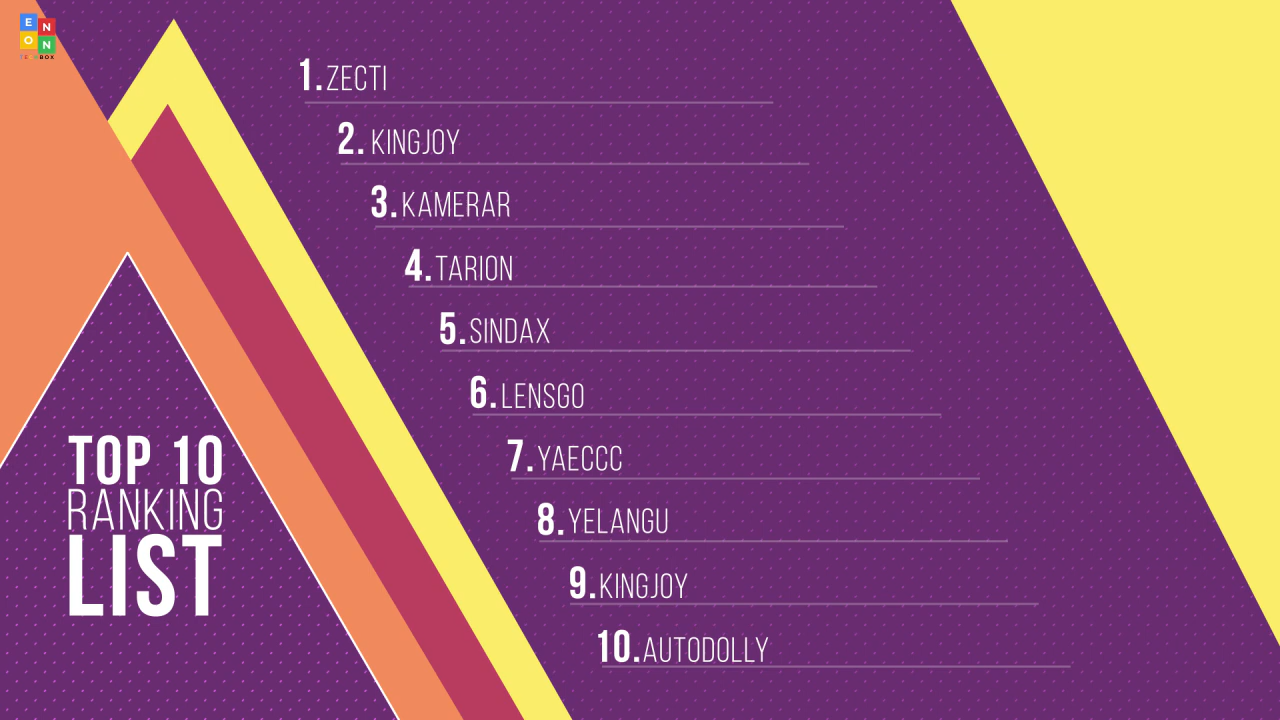 E N
O N
TECHBOX
1. ZECTI
2. KINGJOY
3. KAMERAR
4. TARION
5. SINDAX
6. LENSGO
7. YAECCC
8. YELANGU
9. KINGJOY
10. AUTODOLLY
TOP 10
RANKING
LIST